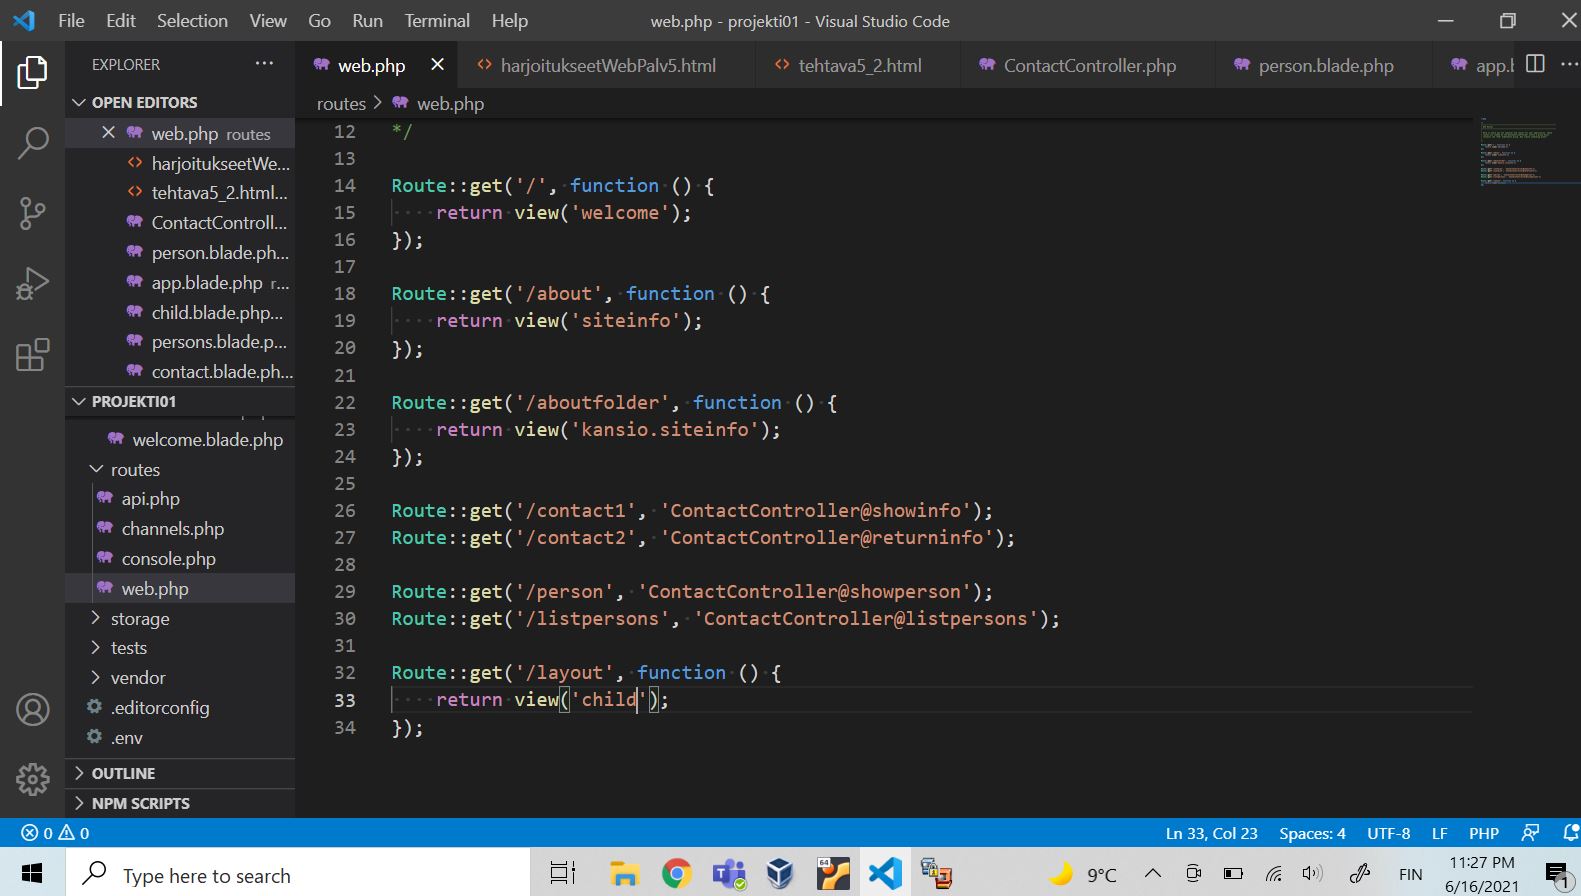 File Edit Selection View Go Run Terminal Help web.php - projekti01 - Visual Studio Code
EXPLORER
OPEN EDITORS
web.php routes
harjoitukseetWe...
tehtava5_2.html...
ContactControll...
person.blade.ph...
app.blade.php r...
child.blade.php...
persons.blade.p...
contact.blade.ph...
PROJEKTI01
welcome.blade.php
routes
api.php
channels.php
console.php
web.php
storage
tests
vendor
.editorconfig
.env
OUTLINE
NPM SCRIPTS
web.php harjoitukseetWebPalv5.html tehtava5_2.html ContactController.php person.blade.php app.b
routes > web.php
12 */
13
14 Route::get('/', function () {
15     return view('welcome');
16 });
17
18 Route::get('/about', function () {
19     return view('siteinfo');
20 });
21
22 Route::get('/aboutfolder', function () {
23     return view('kansio.siteinfo');
24 });
25
26 Route::get('/contact1', 'ContactController@showinfo');
27 Route::get('/contact2', 'ContactController@returninfo');
28
29 Route::get('/person', 'ContactController@showperson');
30 Route::get('/listpersons', 'ContactController@listpersons');
31
32 Route::get('/layout', function () {
33     return view('child');
34 });
0 0 Ln 33, Col 23 Spaces: 4 UTF-8 LF PHP
Type here to search
64
9°C FIN 11:27 PM
6/16/2021
1